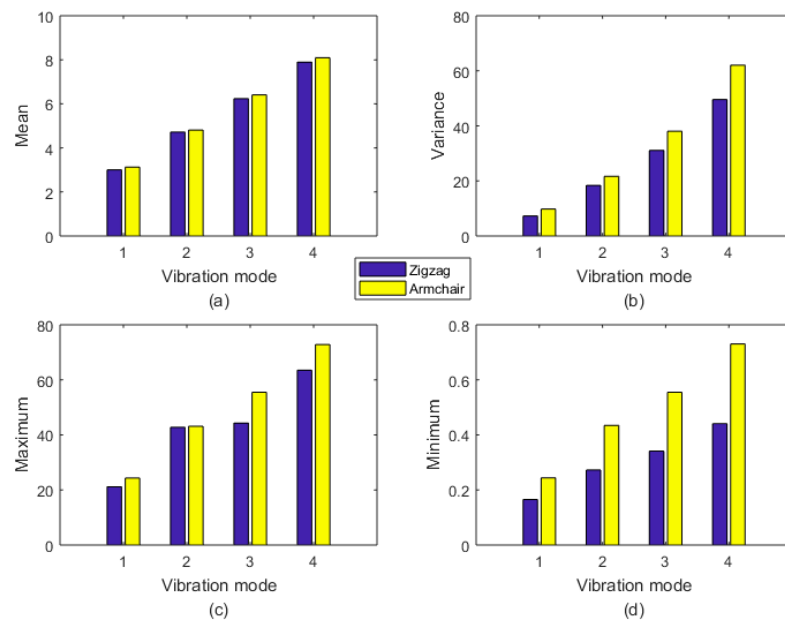 10
8
6
4
2
0
Mean
1 2 3 4
Vibration mode
(a)
80
60
40
20
0
Variance
1 2 3 4
Vibration mode
(b)
Zigzag
Armchair
80
60
40
20
0
Maximum
1 2 3 4
Vibration mode
(c)
0.8
0.6
0.4
0.2
0
Minimum
1 2 3 4
Vibration mode
(d)